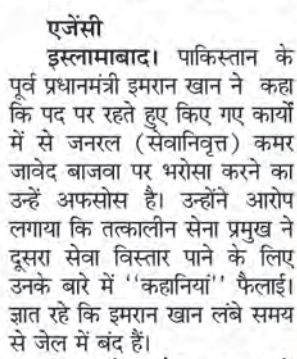 एजेंसी
इस्लामाबाद। पाकिस्तान के
पूर्व प्रधानमंत्री इमरान खान ने कहा
कि पद पर रहते हुए किए गए कार्यों
में से जनरल (सेवानिवृत्त) कमर
जावेद बाजवा पर भरोसा करने का
उन्हें अफसोस है। उन्होंने आरोप
लगाया कि तत्कालीन सेना प्रमुख ने
दूसरा सेवा विस्तार पाने के लिए
उनके बारे में ‘‘कहानियां’’ फैलाई।
ज्ञात रहे कि इमरान खान लंबे समय
से जेल में बंद हैं।